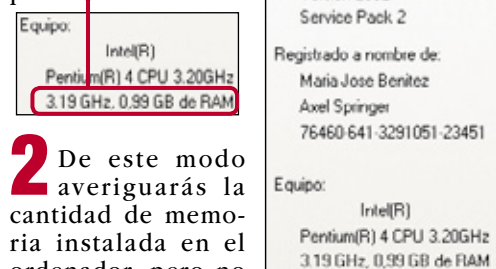 Equipo:
Intel(R)
Pentium(R) 4 CPU 3.20GHz
3.19 GHz, 0,99 GB de RAM
2 De este modo
averiguarás la
cantidad de memo-
ria instalada en el
ordenador, pero no
Service Pack 2
Registrado a nombre de:
Maria Jose Benitez
Axel Springer
76460-641-3291051-23451
Equipo:
Intel(R)
Pentium(R) 4 CPU 3.20GHz
3.19 GHz, 0,99 GB de RAM